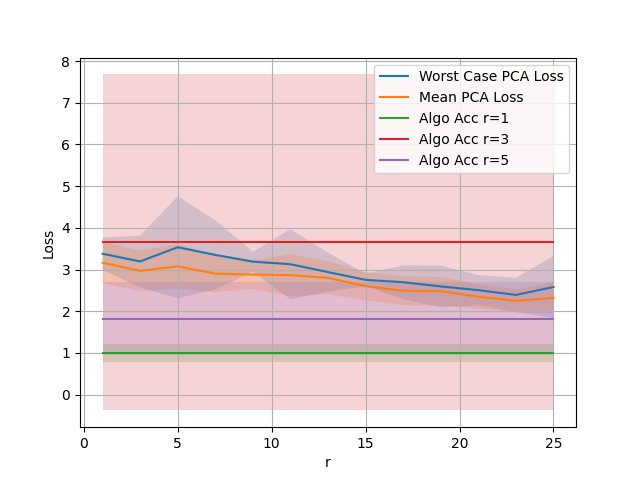 8
7
6
5
4
3
2
1
0
Loss
0 5 10 15 20 25
r
Worst Case PCA Loss
Mean PCA Loss
Algo Acc r=1
Algo Acc r=3
Algo Acc r=5